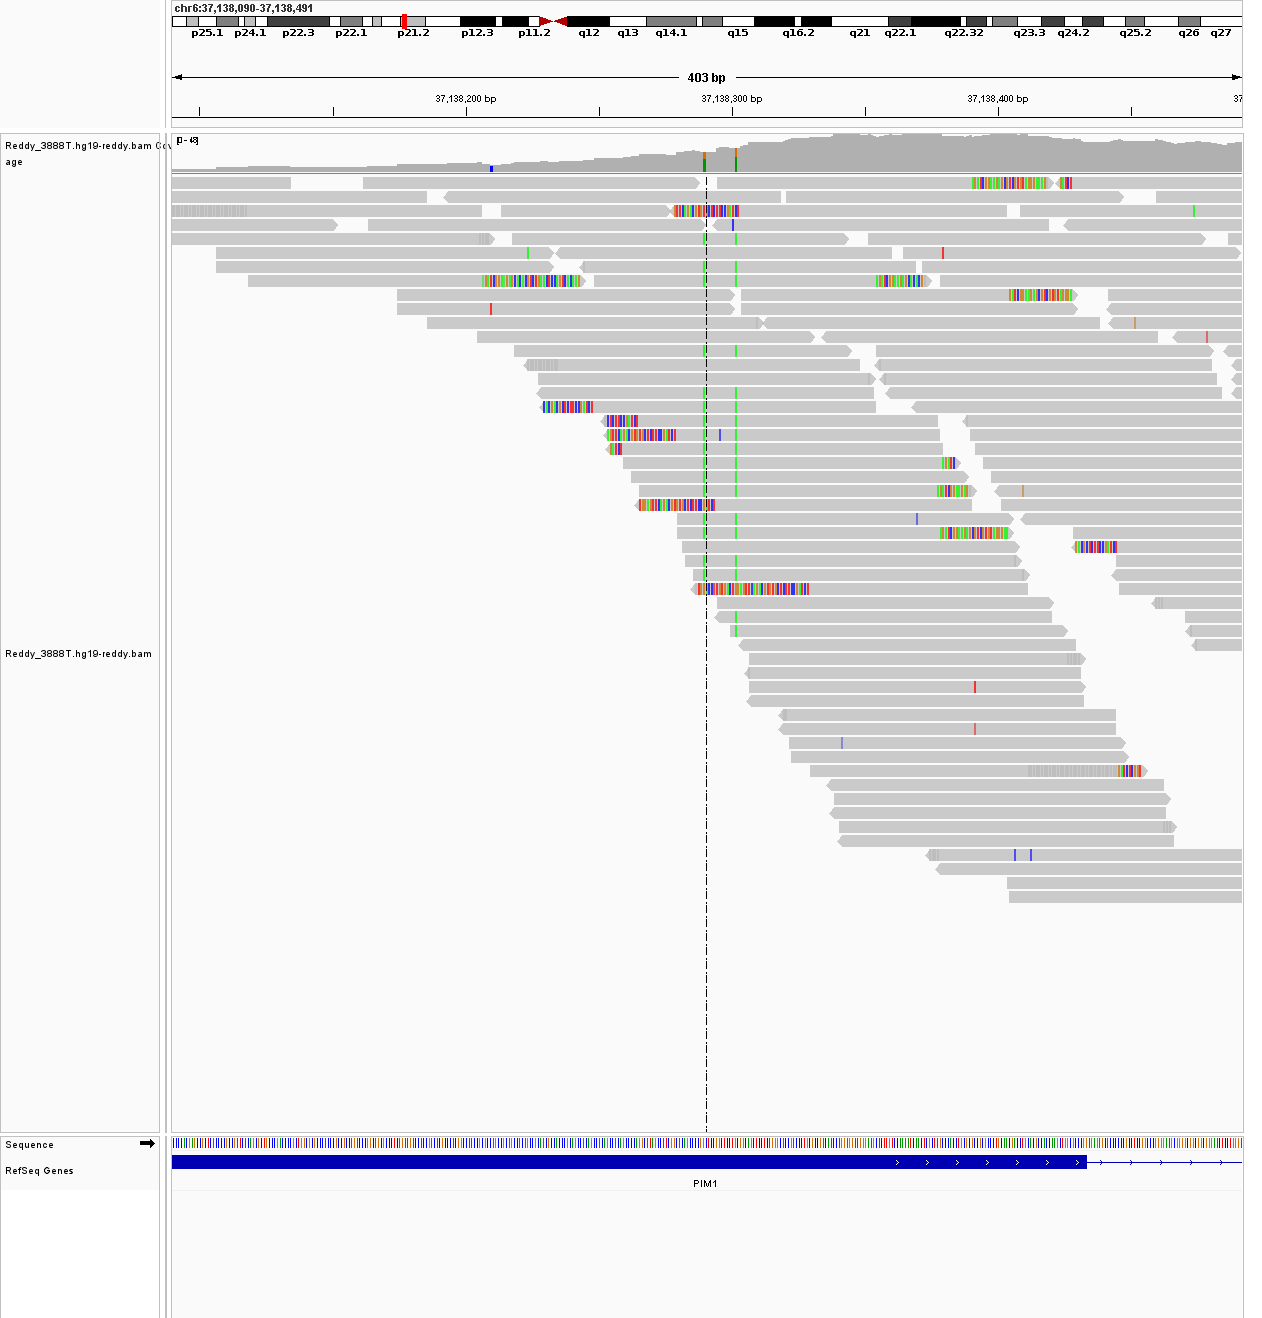 chr6:37,138,090-37,138,491
p25.1 p24.1 p22.3 p22.1 p21.2 p12.3 p11.2 q12 q13 q14.1 q15 q16.2 q21 q22.1 q22.32 q23.3 q24.2 q25.2 q26 q27
403 bp
37,138,200 bp 37,138,300 bp 37,138,400 bp 37
Reddy_3888T.hg19-reddy.bam Cov
age
Reddy_3888T.hg19-reddy.bam
Sequence
RefSeq Genes
PIM1